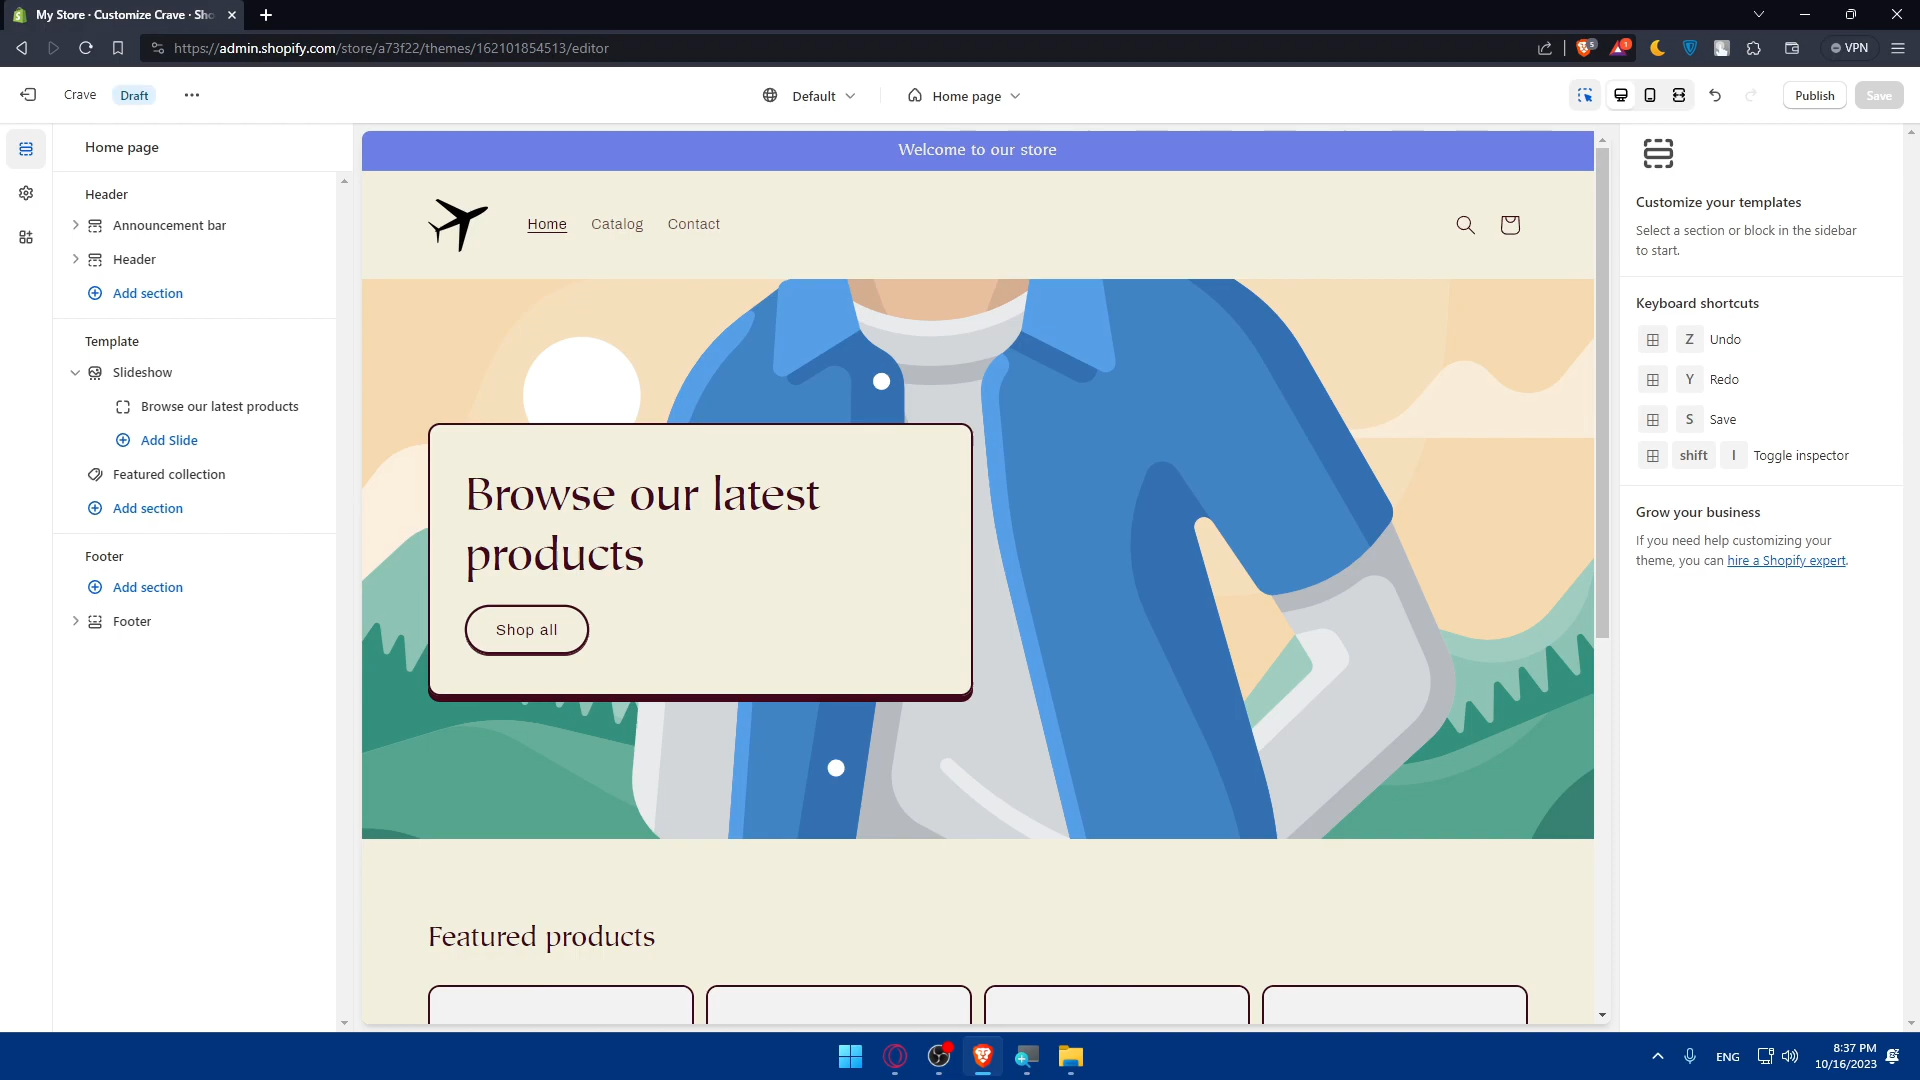 My Store · Customize Crave · Sho
https://admin.shopify.com/store/a73f22/themes/162101854513/editor
5
1
VPN
Crave
Draft
Default
Home page
Publish
Save
Home page
Header
Announcement bar
Header
Add section
Template
Slideshow
Browse our latest products
Add Slide
Featured collection
Add section
Footer
Add section
Footer
Welcome to our store
Home
Catalog
Contact
Browse our latest
products
Shop all
Featured products
Customize your templates
Select a section or block in the sidebar
to start.
Keyboard shortcuts
Z Undo
Y Redo
S Save
shift I Toggle inspector
Grow your business
If you need help customizing your
theme, you can hire a Shopify expert.
ENG
8:37 PM
10/16/2023